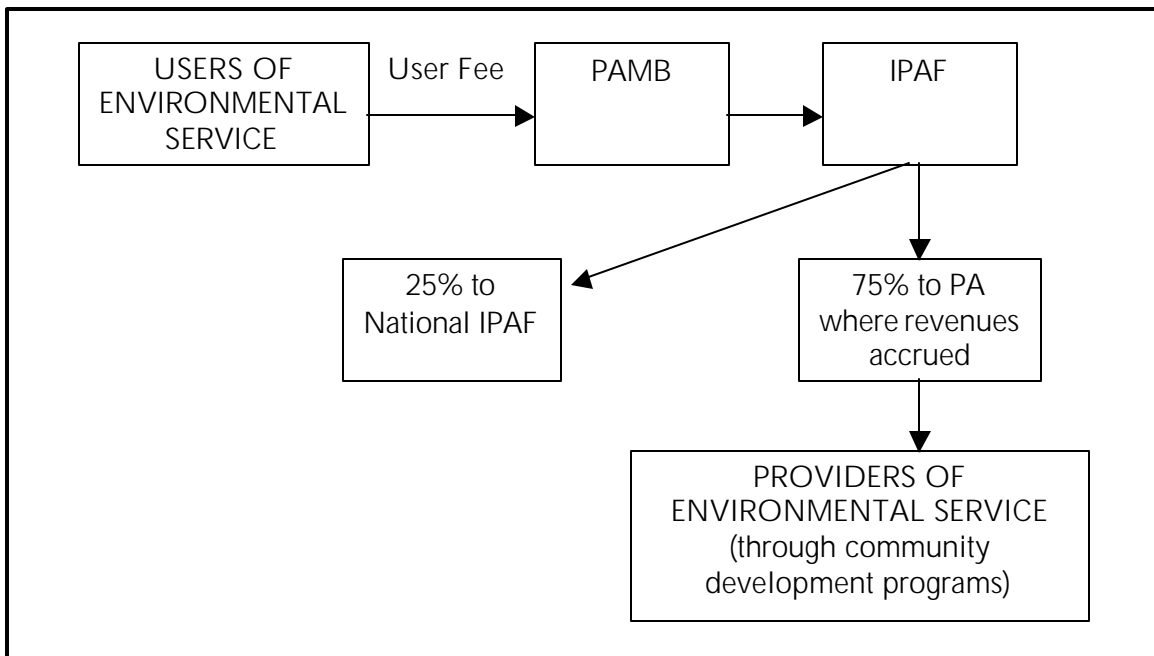 USERS OF
ENVIRONMENTAL
SERVICE
User Fee
PAMB
IPAF
25% to
National IPAF
75% to PA
where revenues
accrued
PROVIDERS OF
ENVIRONMENTAL SERVICE
(through community
development programs)